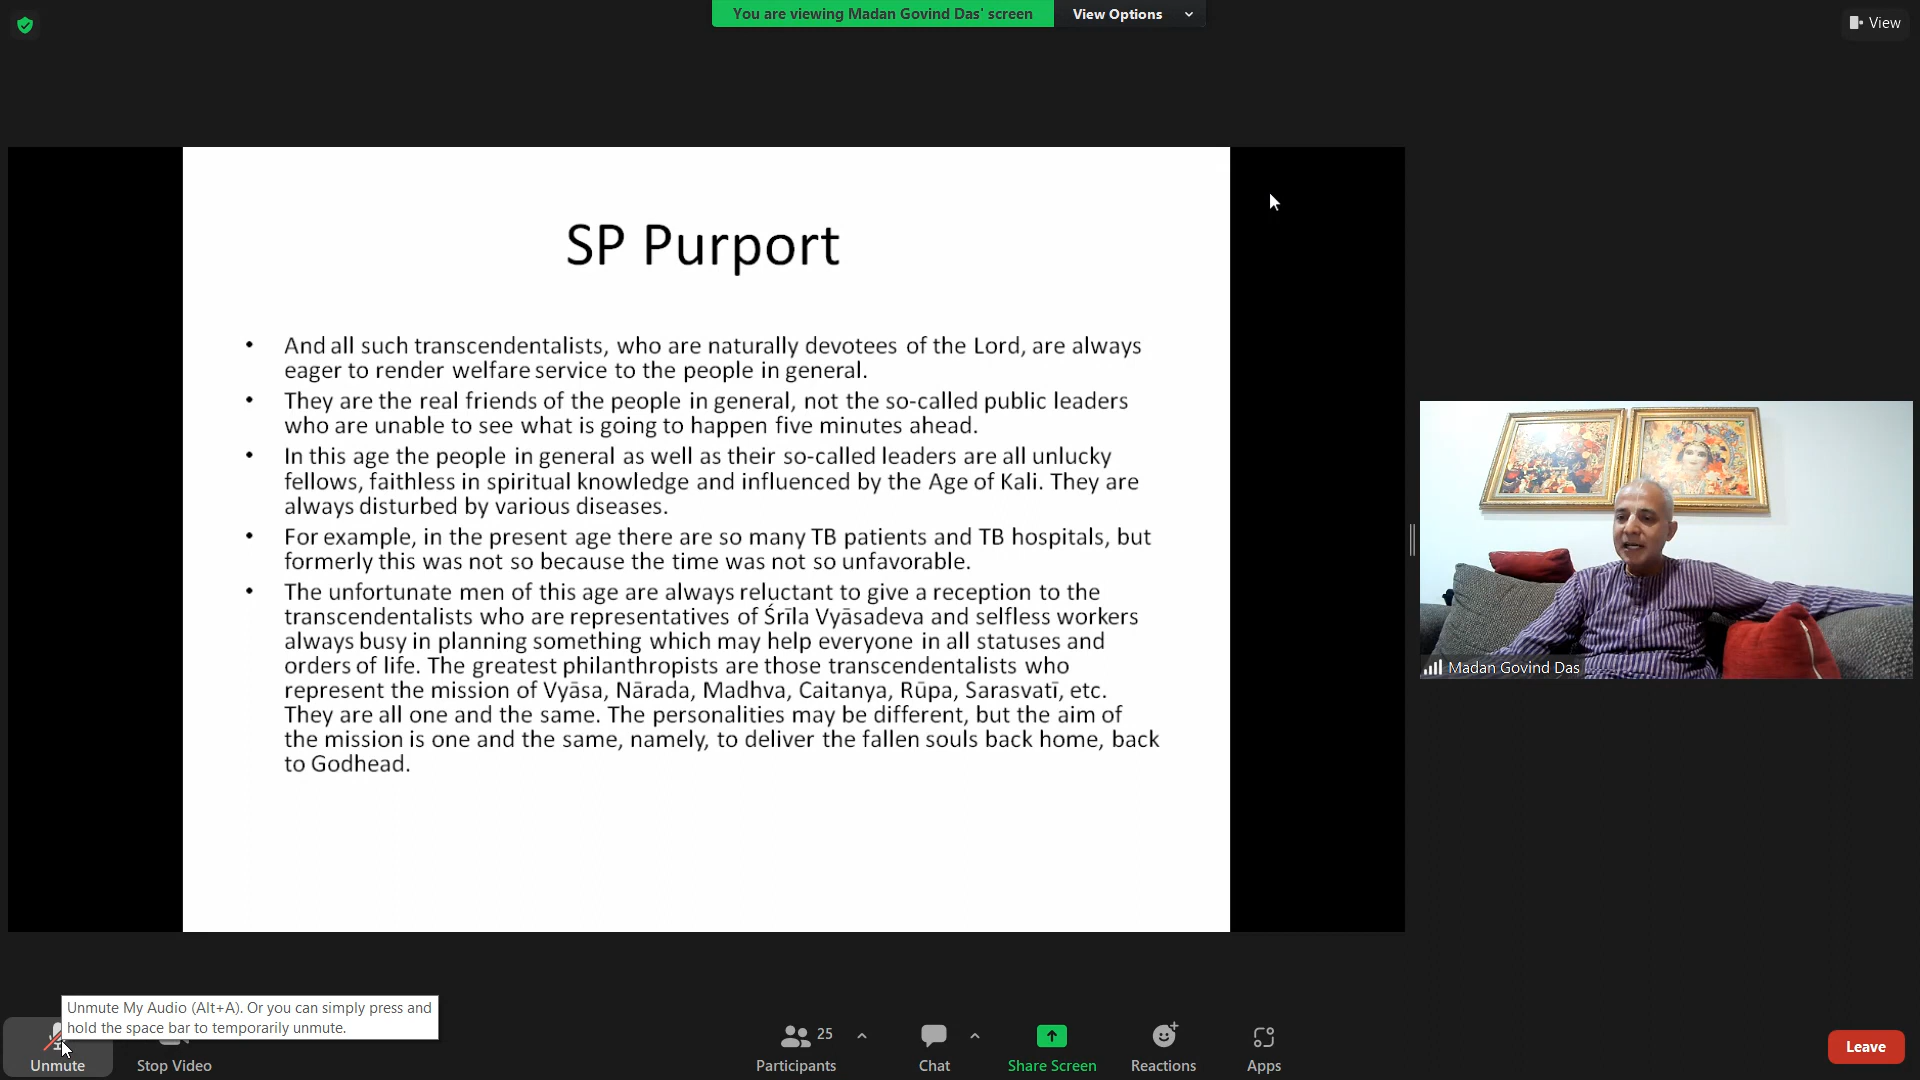 You are viewing Madan Govind Das' screen
View Options
View
SP Purport
• And all such transcendentalists, who are naturally devotees of the Lord, are always
eager to render welfare service to the people in general.
• They are the real friends of the people in general, not the so-called public leaders
who are unable to see what is going to happen five minutes ahead.
• In this age the people in general as well as their so-called leaders are all unlucky
fellows, faithless in spiritual knowledge and influenced by the Age of Kali. They are
always disturbed by various diseases.
• For example, in the present age there are so many TB patients and TB hospitals, but
formerly this was not so because the time was not so unfavorable.
• The unfortunate men of this age are always reluctant to give a reception to the
transcendentalists who are representatives of Śrīla Vyāsadeva and selfless workers
always busy in planning something which may help everyone in all statuses and
orders of life. The greatest philanthropists are those transcendentalists who
represent the mission of Vyāsa, Nārada, Madhva, Caitanya, Rūpa, Sarasvatī, etc.
They are all one and the same. The personalities may be different, but the aim of
the mission is one and the same, namely, to deliver the fallen souls back home, back
to Godhead.
Madan Govind Das
Unmute My Audio (Alt+A). Or you can simply press and
hold the space bar to temporarily unmute.
Unmute
Stop Video
25
Participants
Chat
Share Screen
Reactions
Apps
Leave